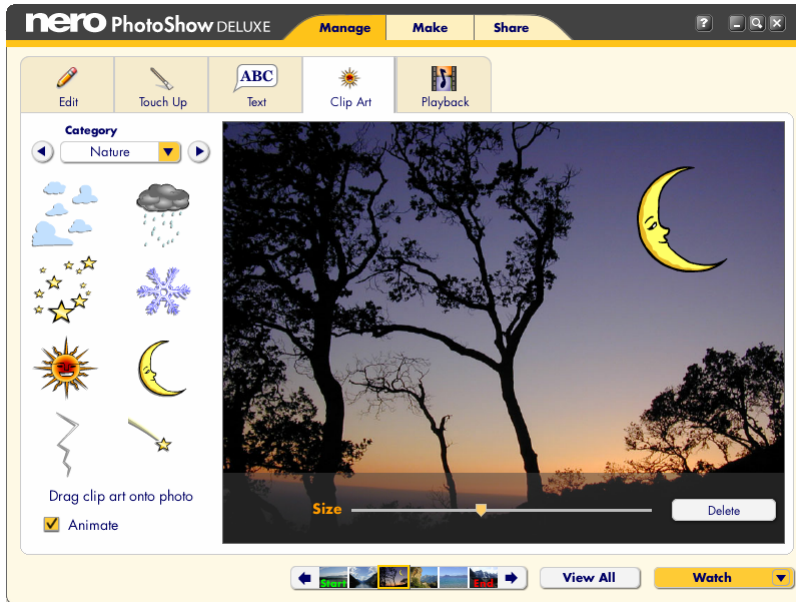 nero PhotoShow DELUXE
Manage
Make
Share
?
Edit
Touch Up
ABC
Text
Clip Art
Playback
Category
Nature
Drag clip art onto photo
Animate
Size
Delete
Start
End
View All
Watch